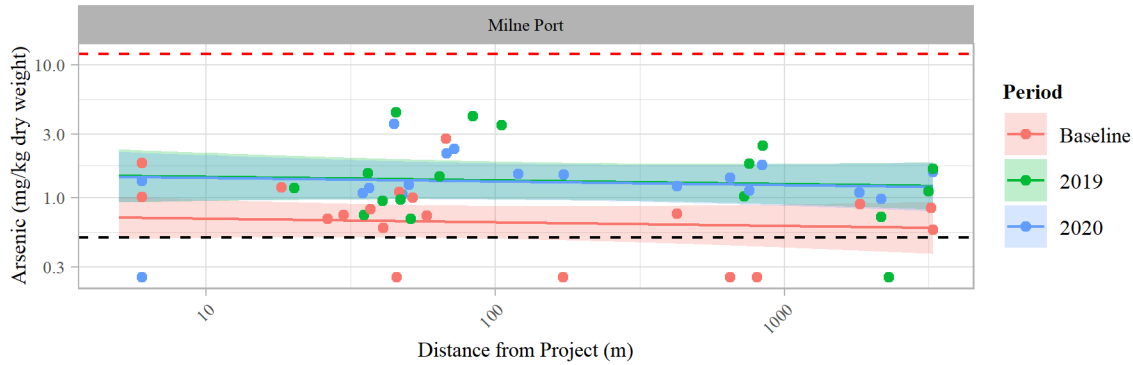 Milne Port
Arsenic (mg/kg dry weight)
10.0
3.0
1.0
0.3
10
100
1000
Distance from Project (m)
Period
Baseline
2019
2020